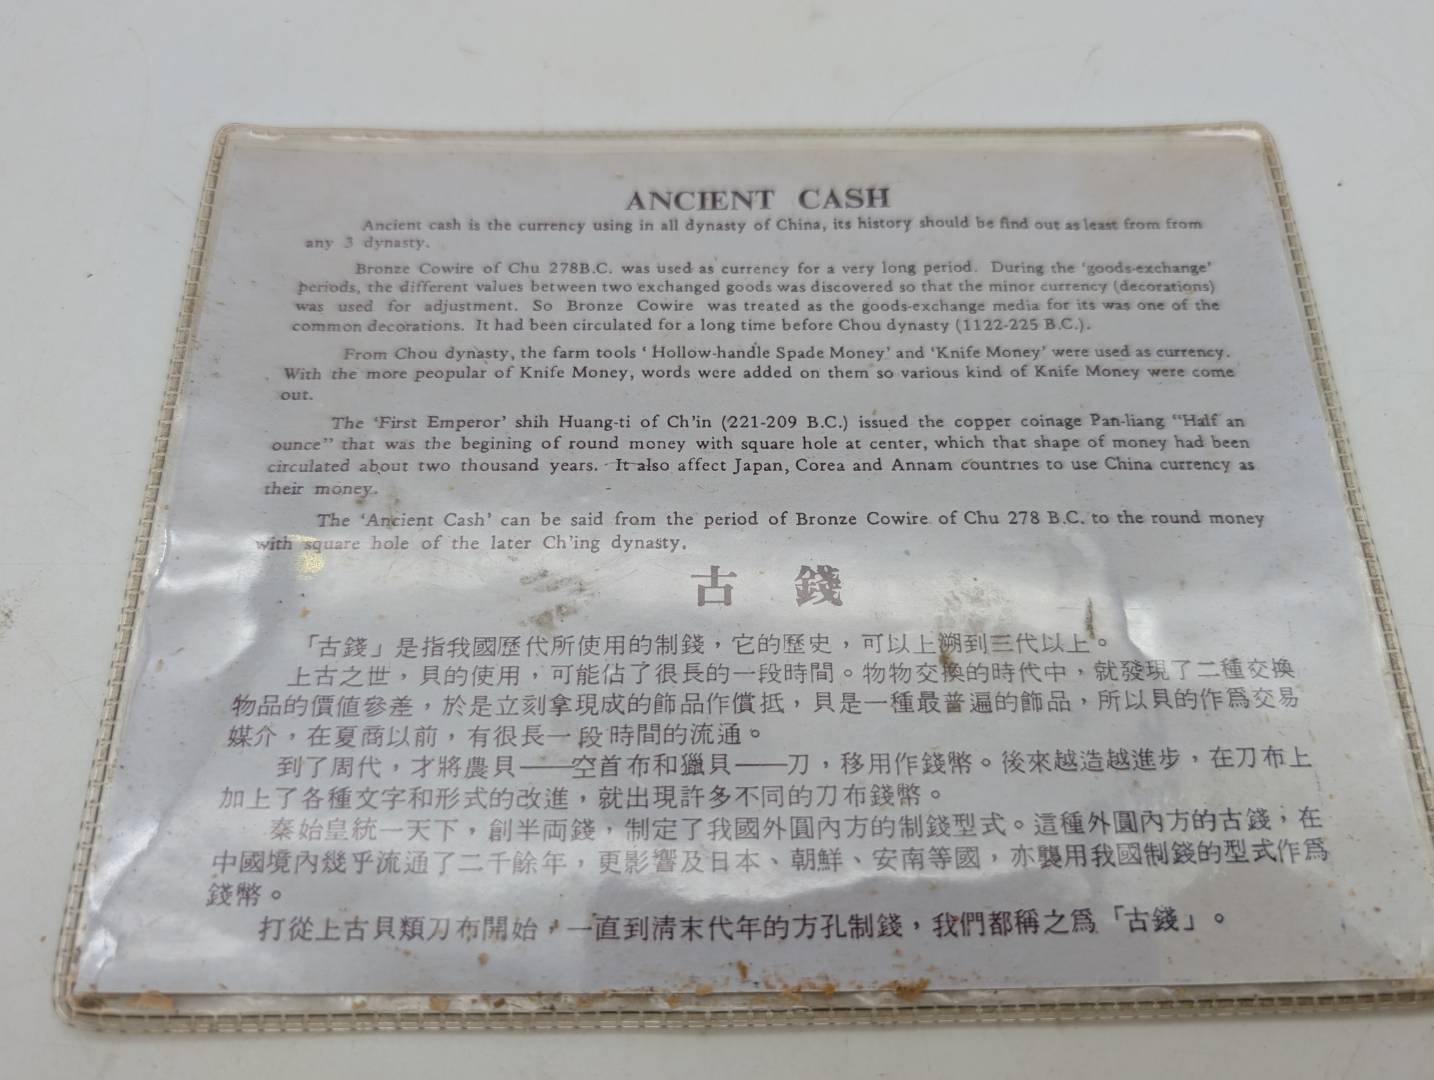 ANCIENT CASH
Ancient cash is the currency using in all dynasty of China, its history should be find out as least from from
any 3 dynasty.
Bronze Cowire of Chu 278B.C. was used as currency for a very long period. During the 'goods-exchange'
periods, the different values between two exchanged goods was discovered so that the minor currency (decorations)
was used for adjustment. So Bronze Cowire was treated as the goods-exchange media for its was one of the
common decorations. It had been circulated for a long time before Chou dynasty (1122-225 B.C.).
From Chou dynasty, the farm tools ' Hollow-handle Spade Money' and 'Knife Money' were used as currency.
With the more peopular of Knife Money, words were added on them so various kind of Knife Money were come
out.
The 'First Emperor' shih Huang-ti of Ch'in (221-209 B.C.) issued the copper coinage Pan-liang "Half an
ounce" that was the begining of round money with square hole at center, which that shape of money had been
circulated about two thousand years. It also affect Japan, Corea and Annam countries to use China currency as
their money.
The 'Ancient Cash' can be said from the period of Bronze Cowire of Chu 278 B.C. to the round money
with square hole of the later Ch'ing dynasty.
古錢
「古錢」是指我國歷代所使用的制錢，它的歷史，可以上溯到三代以上。
上古之世，貝的使用，可能佔了很長的一段時間。物物交換的時代中，就發現了二種交換
物品的價值參差，於是立刻拿現成的飾品作償抵，貝是一種最普遍的飾品，所以貝的作爲交易
媒介，在夏商以前，有很長一段時間的流通。
到了周代，才將農具——空首布和獵具——刀，移用作錢幣。後來越造越進步，在刀布上
加上了各種文字和形式的改進，就出現許多不同的刀布錢幣。
秦始皇統一天下，創半両錢，制定了我國外圓內方的制錢型式。這種外圓內方的古錢，在
中國境內幾乎流通了二千餘年，更影響及日本、朝鮮、安南等國，亦襲用我國制錢的型式作爲
錢幣。
打從上古貝類刀布開始，一直到清末代年的方孔制錢，我們都稱之爲「古錢」。